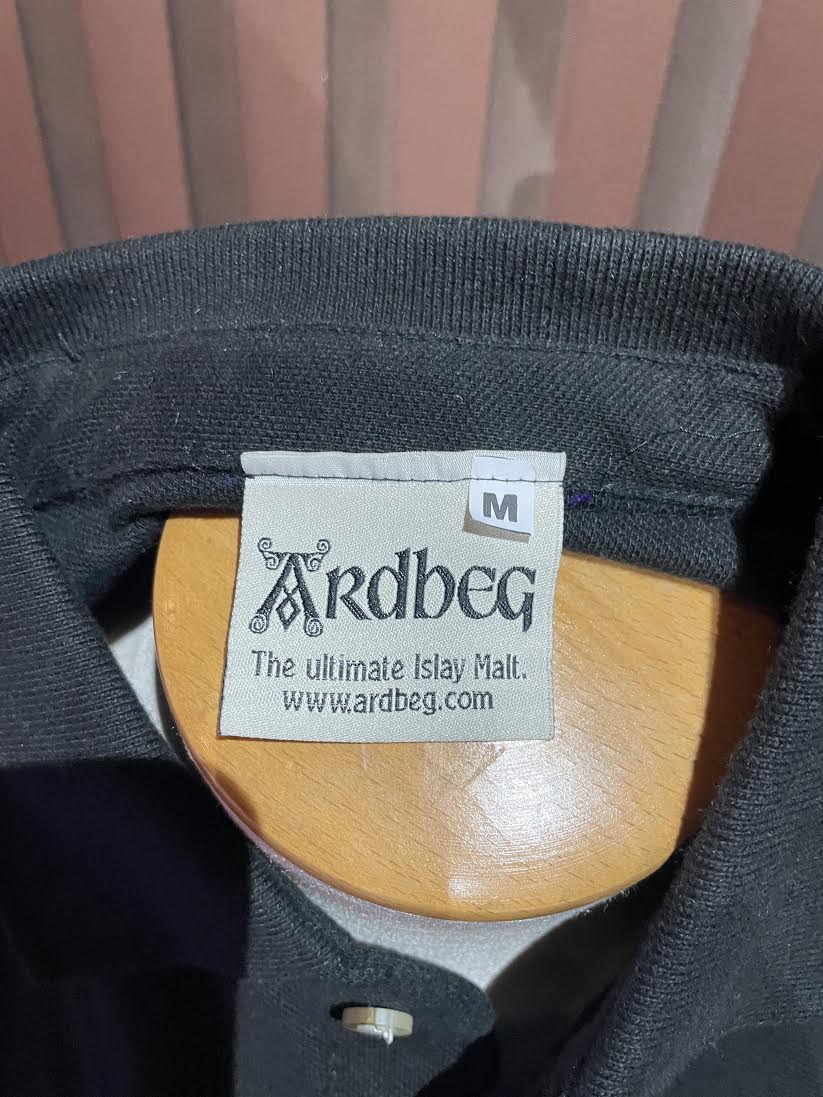 M
ARdbEG
The ultimate Islay Malt.
www.ardbeg.com